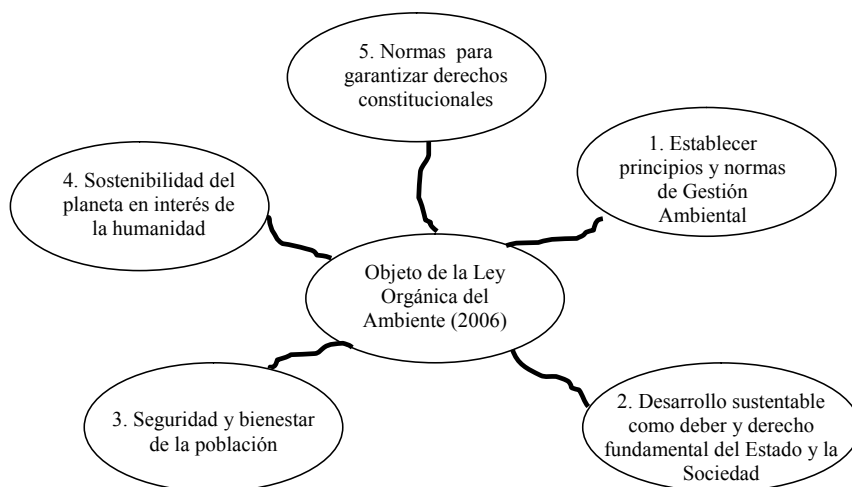 5. Normas para
garantizar derechos
constitucionales
1. Establecer
principios y normas
de Gestión
Ambiental
4. Sostenibilidad del
planeta en interés de
la humanidad
Objeto de la Ley
Orgánica del
Ambiente (2006)
3. Seguridad y bienestar
de la población
2. Desarrollo sustentable
como deber y derecho
fundamental del Estado y la
Sociedad